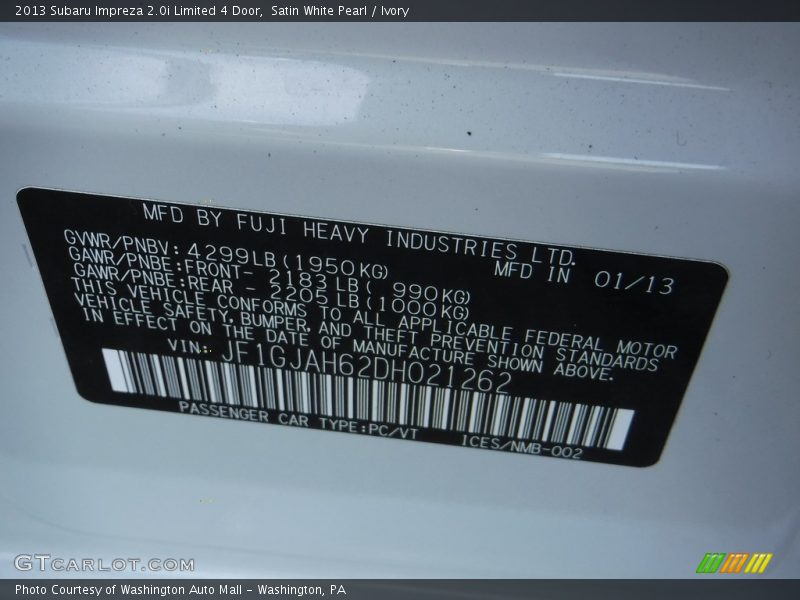 2013 Subaru Impreza 2.0i Limited 4 Door,  Satin White Pearl / Ivory
MFD BY FUJI HEAVY INDUSTRIES LTD.
GVWR/PNBV: 4299LB(1950KG)
MFD IN 01/13
GAWR/PNBE:FRONT- 2183 LB( 990KG)
GAWR/PNBE:REAR - 2205 LB(1000KG)
THIS VEHICLE CONFORMS TO ALL APPLICABLE FEDERAL MOTOR
VEHICLE SAFETY, BUMPER, AND THEFT PREVENTION STANDARDS
IN EFFECT ON THE DATE OF MANUFACTURE SHOWN ABOVE.
VIN: JF1GJAH62DH021262
PASSENGER CAR TYPE:PC/VT ICES/NMB-002
GTCARLOT.COM
Photo Courtesy of Washington Auto Mall - Washington, PA